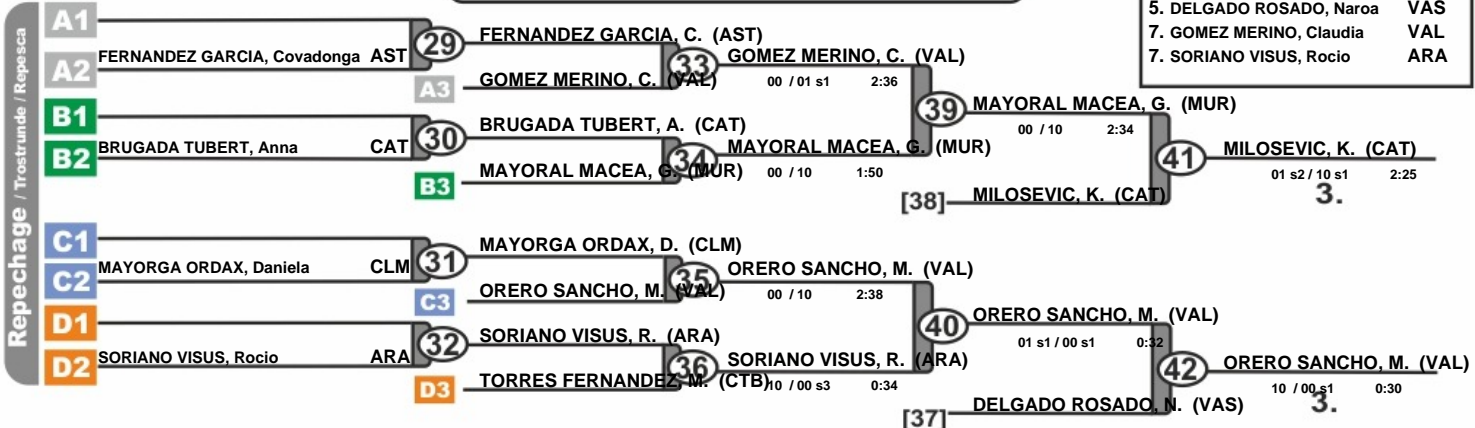 5. DELGADO ROSADO, Naroa VAS
7. GOMEZ MERINO, Claudia VAL
7. SORIANO VISUS, Rocio ARA
Repechage / Trostrunde / Repesca
A1
FERNANDEZ GARCIA, Covadonga AST
A2
29
FERNANDEZ GARCIA, C. (AST)
A3
GOMEZ MERINO, C. (VAL)
33
GOMEZ MERINO, C. (VAL)
00 / 01 s1 2:36
B1
BRUGADA TUBERT, Anna CAT
B2
30
BRUGADA TUBERT, A. (CAT)
B3
MAYORAL MACEA, G. (MUR)
34
MAYORAL MACEA, G. (MUR)
00 / 10 1:50
39
MAYORAL MACEA, G. (MUR)
00 / 10 2:34
[38]
MILOSEVIC, K. (CAT)
41
MILOSEVIC, K. (CAT)
01 s2 / 10 s1 2:25
3.
C1
MAYORGA ORDAX, Daniela CLM
C2
31
MAYORGA ORDAX, D. (CLM)
C3
ORERO SANCHO, M. (VAL)
35
ORERO SANCHO, M. (VAL)
00 / 10 2:38
D1
SORIANO VISUS, Rocio ARA
D2
32
SORIANO VISUS, R. (ARA)
D3
TORRES FERNANDEZ, M. (CTB)
36
SORIANO VISUS, R. (ARA)
10 / 00 s3 0:34
40
ORERO SANCHO, M. (VAL)
01 s1 / 00 s1 0:32
[37]
DELGADO ROSADO, N. (VAS)
42
ORERO SANCHO, M. (VAL)
10 / 00 s1 0:30
3.